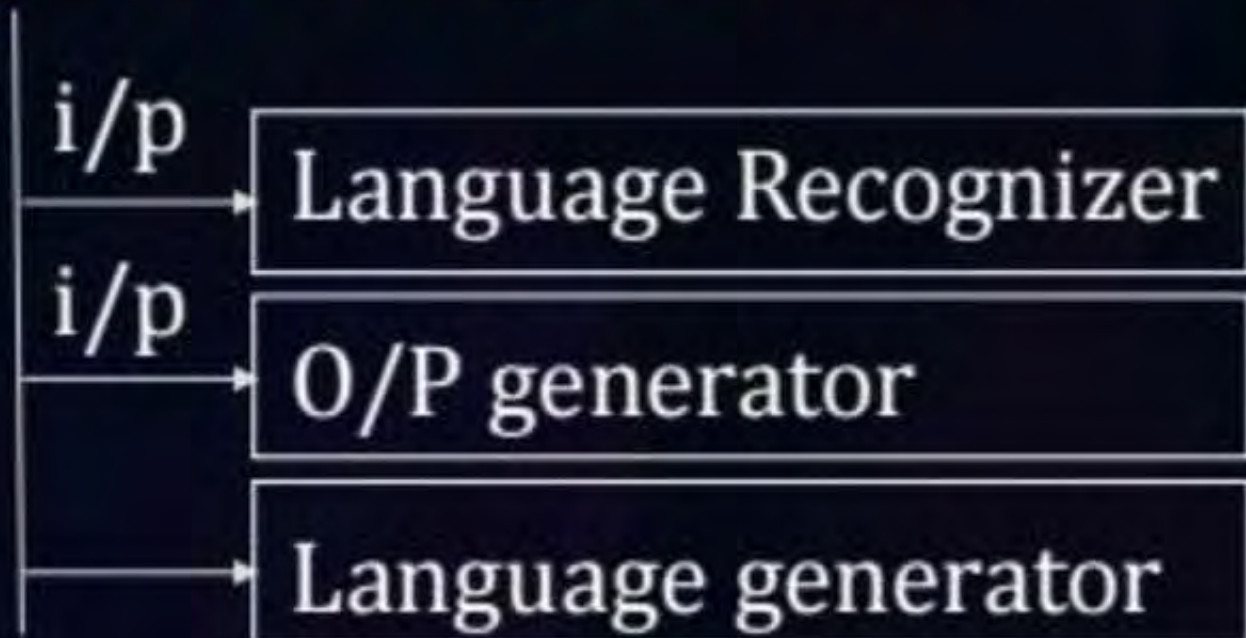 i/p
Language Recognizer
i/p
O/P generator
Language generator